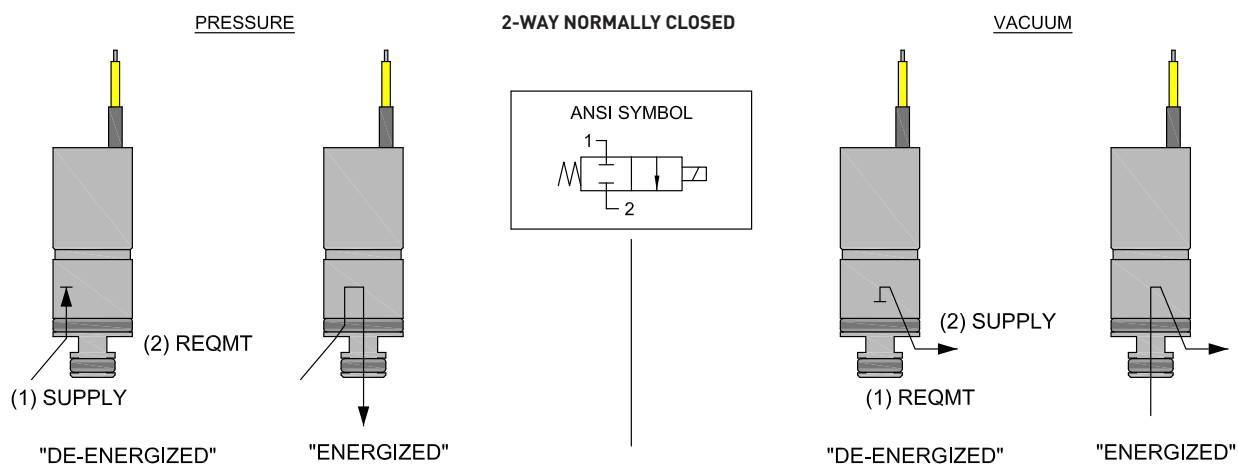 PRESSURE
2-WAY NORMALLY CLOSED
VACUUM
ANSI SYMBOL
1
2
(2) REQMT
(1) SUPPLY
(2) SUPPLY
(1) REQMT
"DE-ENERGIZED"
"ENERGIZED"
"DE-ENERGIZED"
"ENERGIZED"